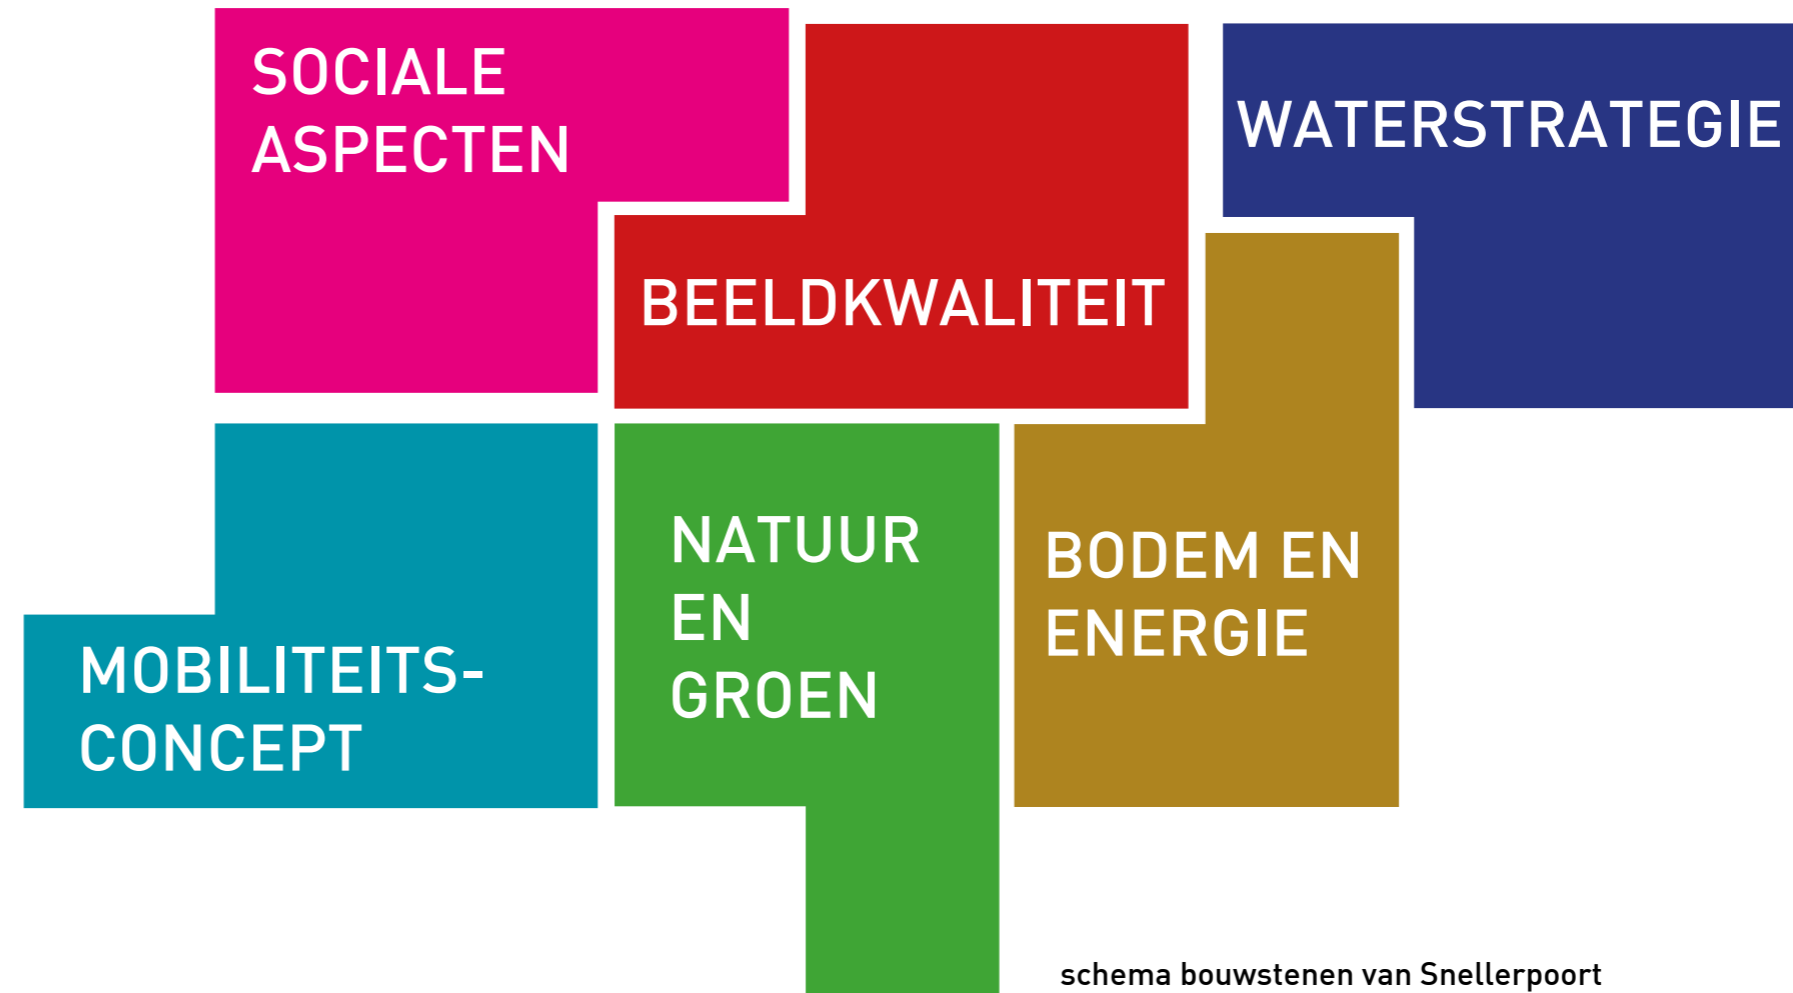 SOCIALE
ASPECTEN
BEELDKWALITEIT
WATERSTRATEGIE
MOBILITEITS-
CONCEPT
NATUUR
EN
GROEN
BODEM EN
ENERGIE
schema bouwstenen van Snellerpoort